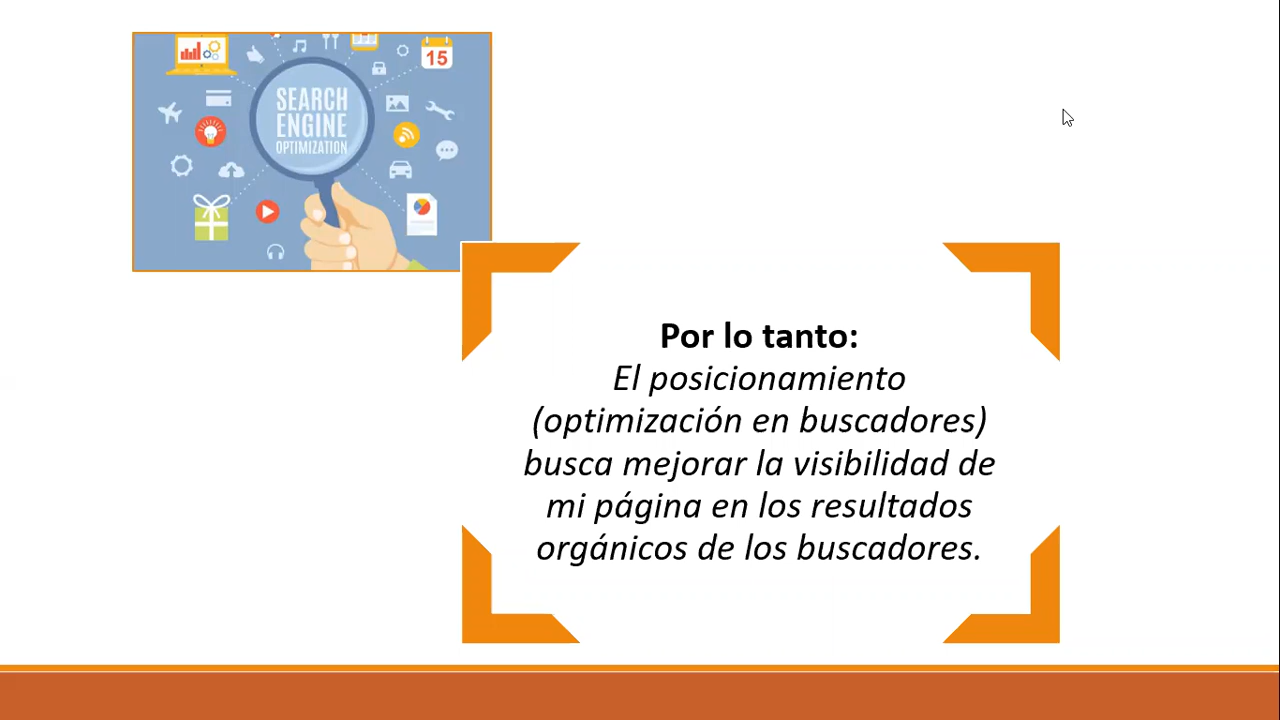 15
SEARCH
ENGINE
OPTIMIZATION
Por lo tanto:
El posicionamiento
(optimización en buscadores)
busca mejorar la visibilidad de
mi página en los resultados
orgánicos de los buscadores.